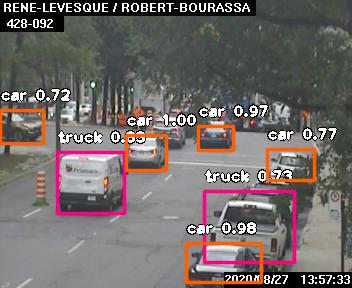 RENE-LEVESQUE / ROBERT-BOURASSA
428-092
car 0.72
car 1.00
car 0.97
truck 0.83
car 0.77
truck 0.73
car 0.98
2020/08/27 13:57:33